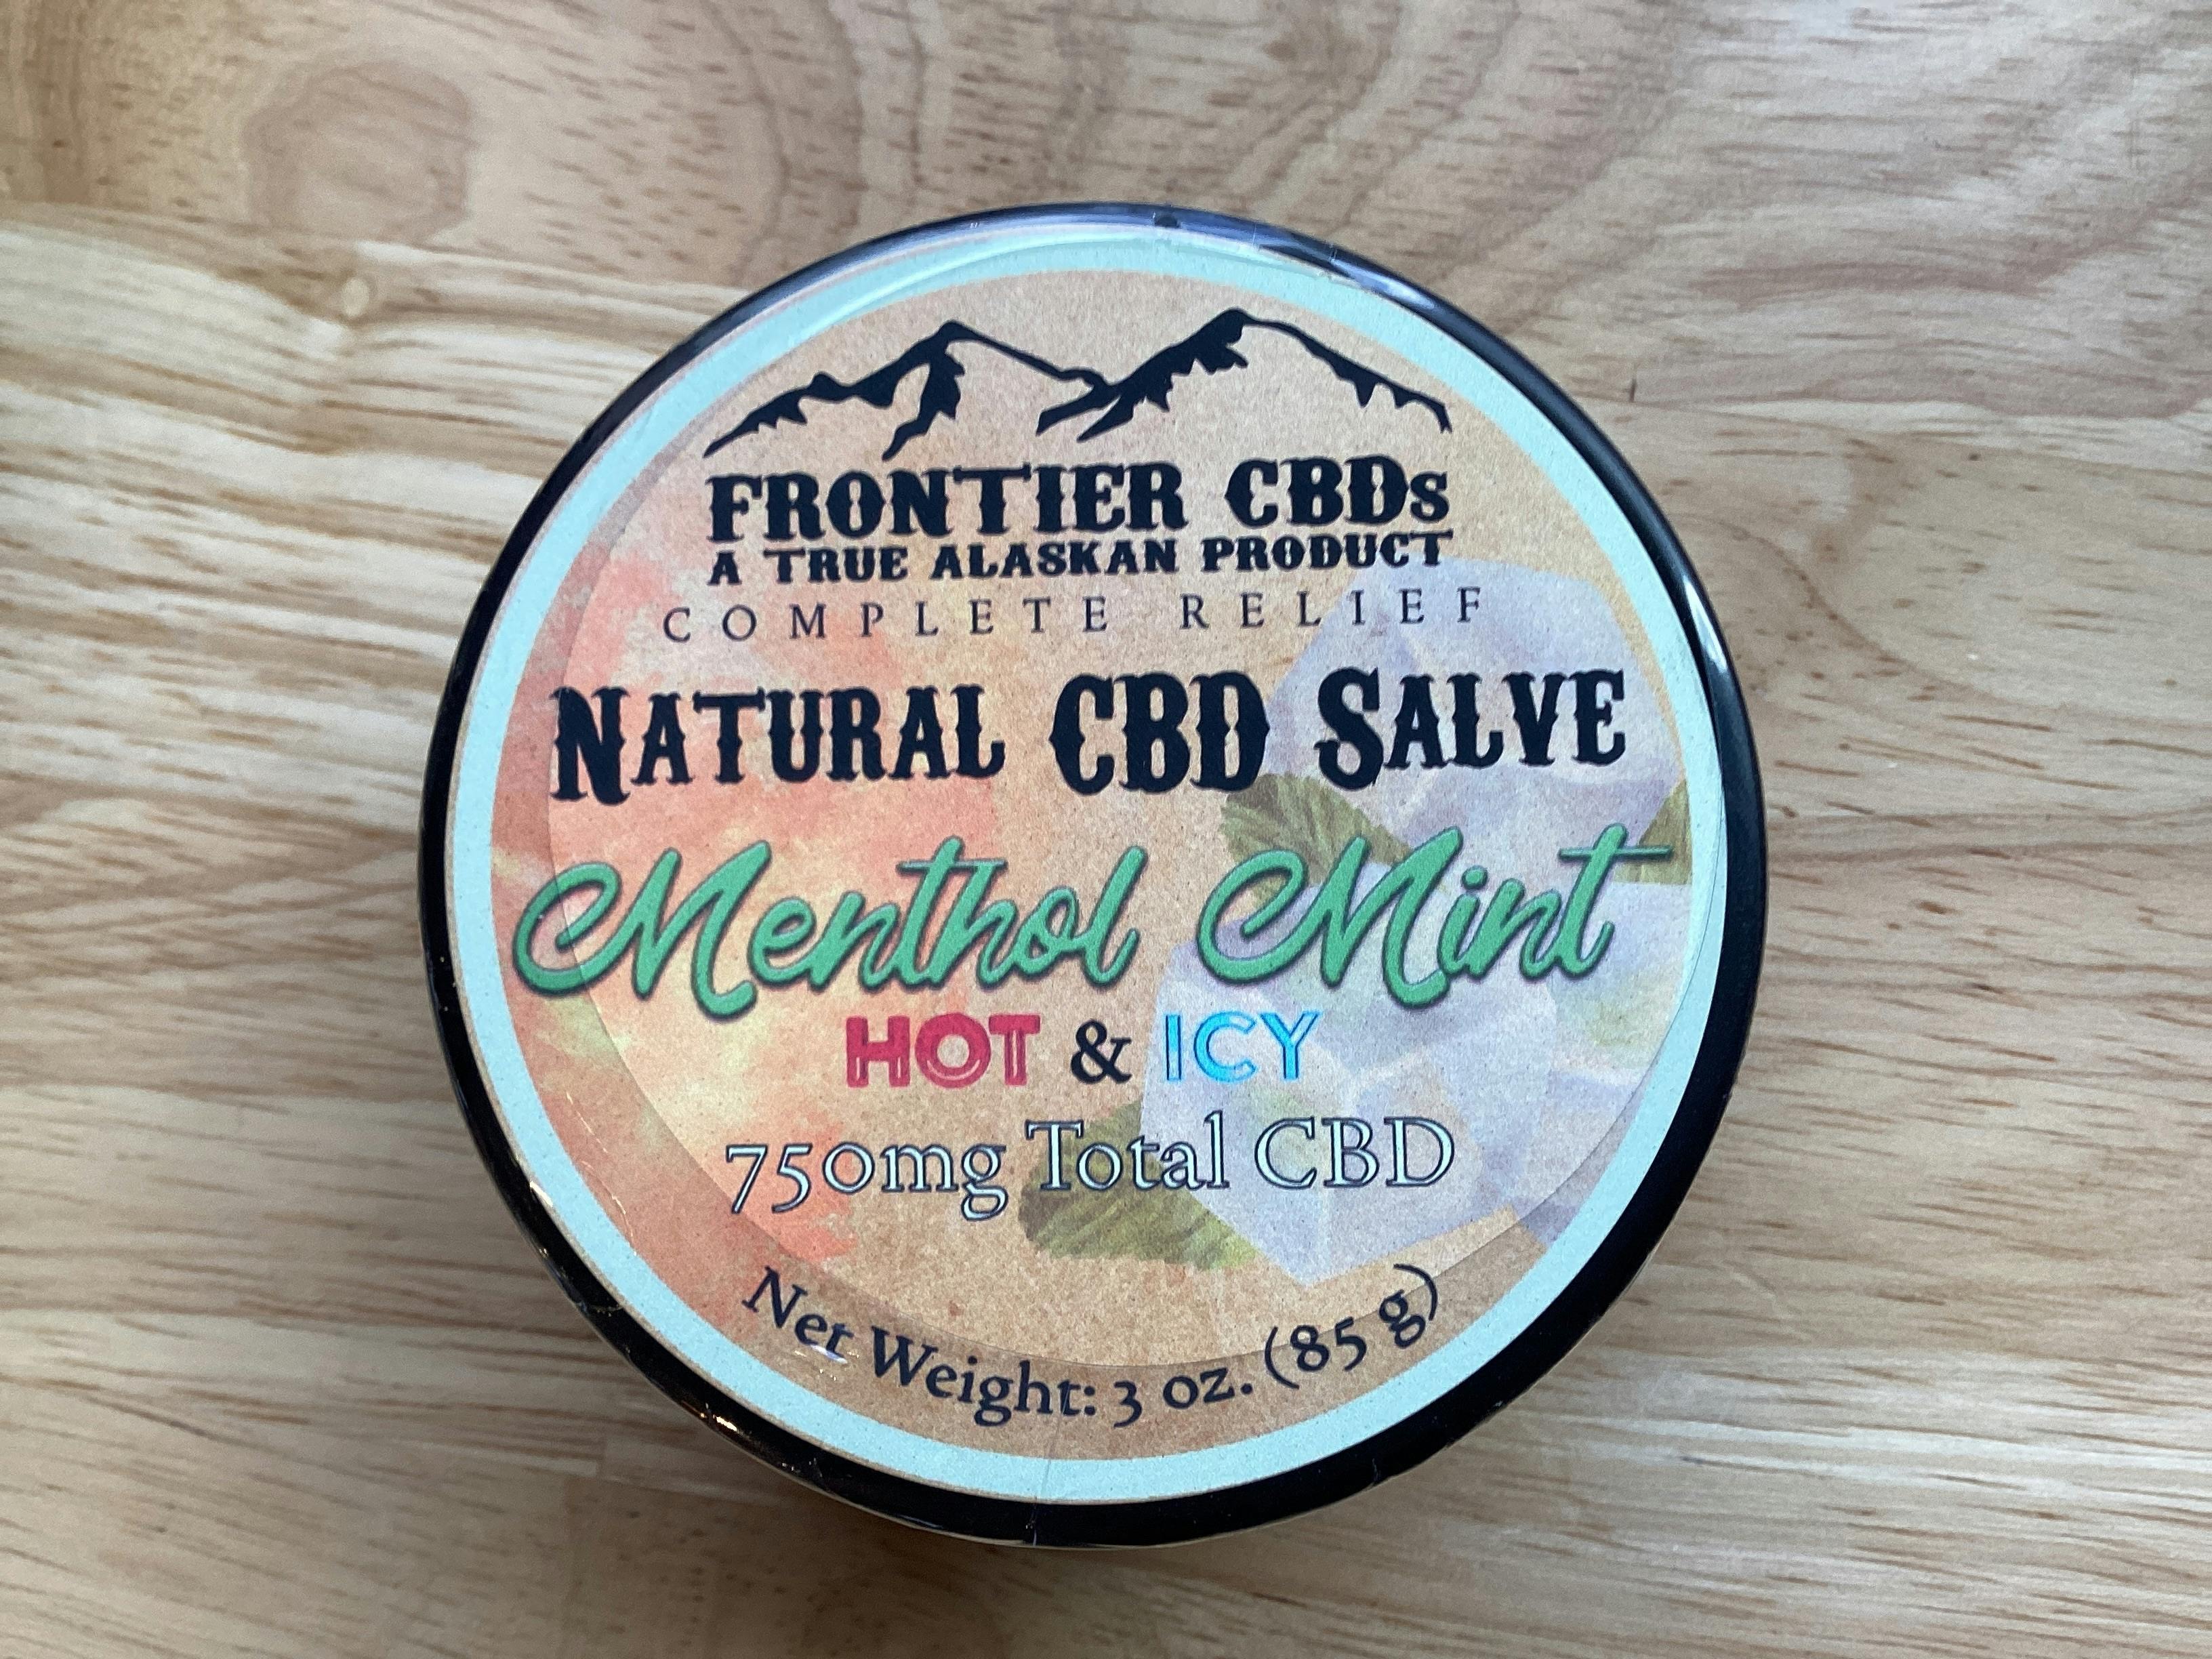 FRONTIER CBDs
A TRUE ALASKAN PRODUCT
COMPLETE RELIEF
NATURAL CBD SALVE
Menthol Mint
HOT & ICY
750mg Total CBD
Net Weight: 3 oz. (85 g)